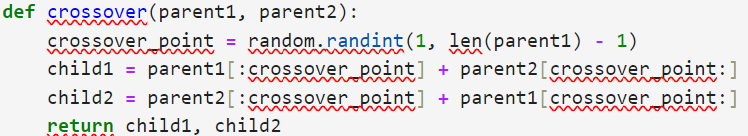 def crossover(parent1, parent2):
    crossover_point = random.randint(1, len(parent1) - 1)
    child1 = parent1[:crossover_point] + parent2[crossover_point:]
    child2 = parent2[:crossover_point] + parent1[crossover_point:]
    return child1, child2